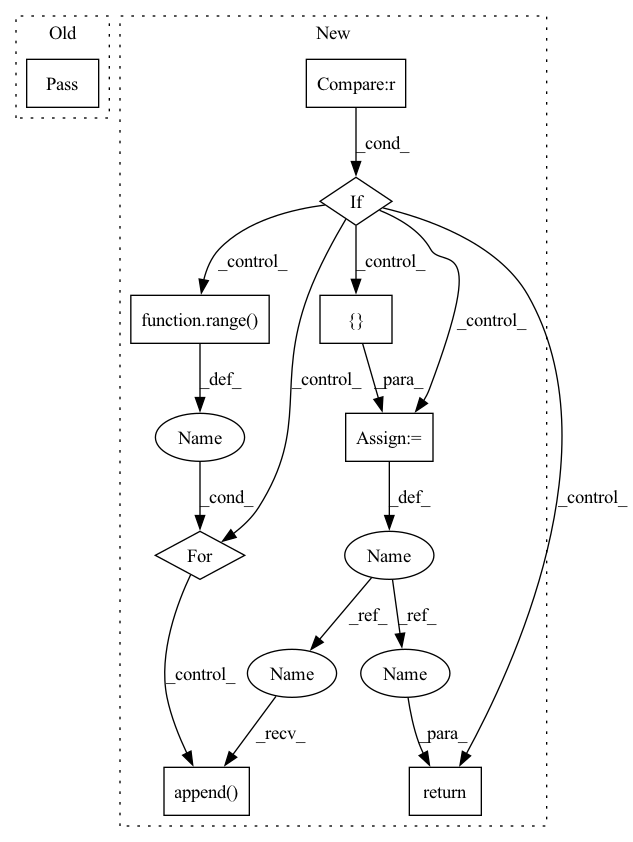 Old
New
Pass
Compare:r
_cond_
If
_control_
_control_
_control_
function.range()
{}
_control_
_def_
_control_
_para_
Name
Assign:=
_cond_
_def_
_control_
For
Name
_ref_
_ref_
_control_
Name
Name
_recv_
_para_
append()
return